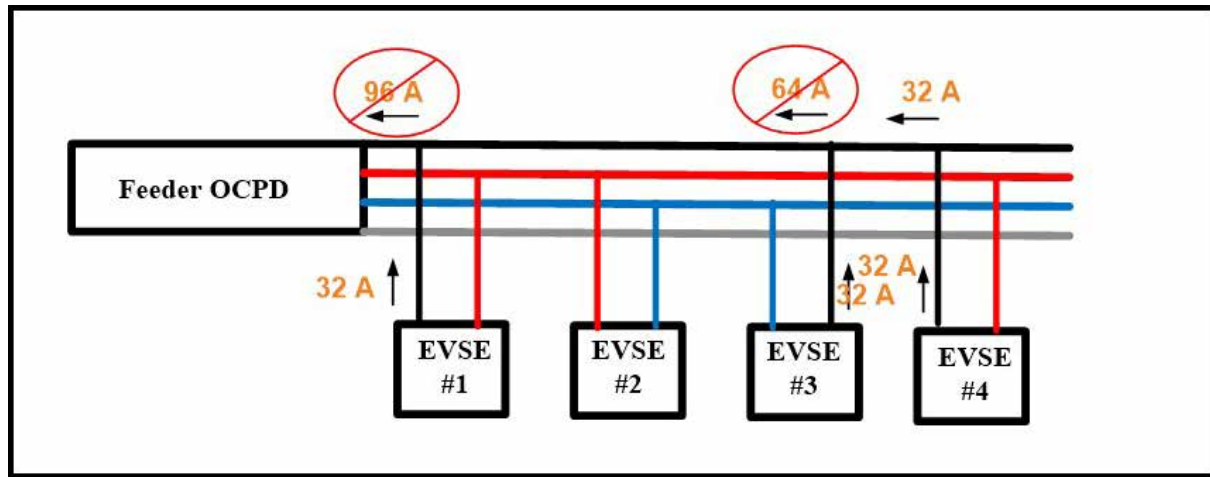 96 A
64 A
32 A
Feeder OCPD
32 A
32 A
32 A
EVSE
#1
EVSE
#2
EVSE
#3
EVSE
#4